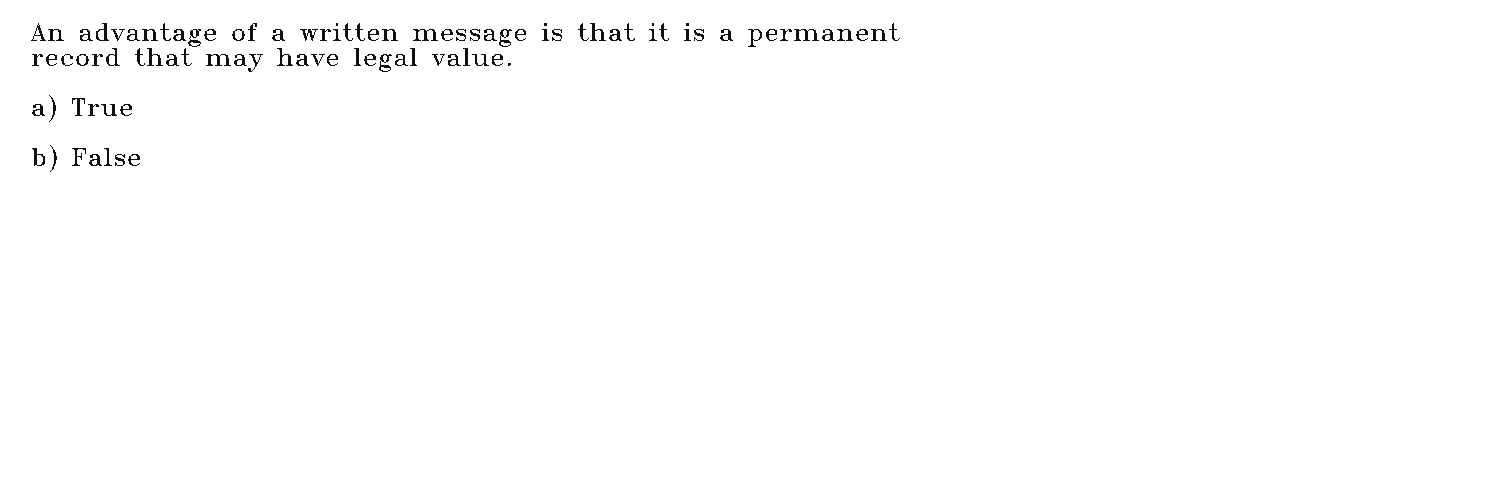 An advantage of a written message is that it is a permanent
record that may have legal value.
a) True
b) False